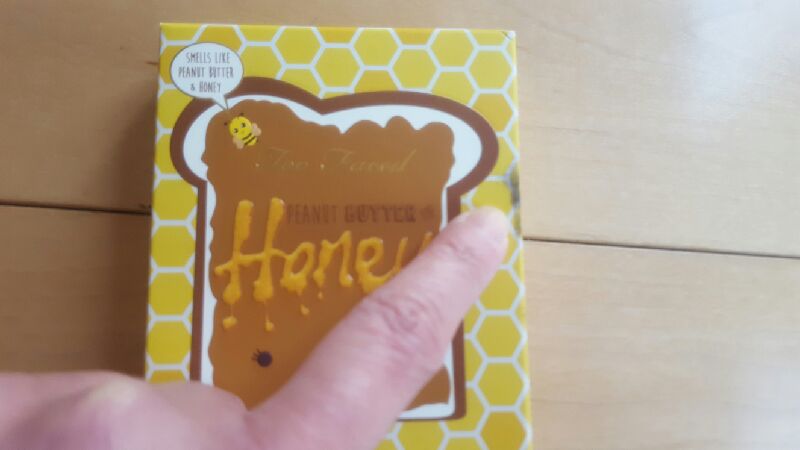 SMELLS LIKE
PEANUT BUTTER
& HONEY
Too Faced
PEANUT BUTTER &
Honey